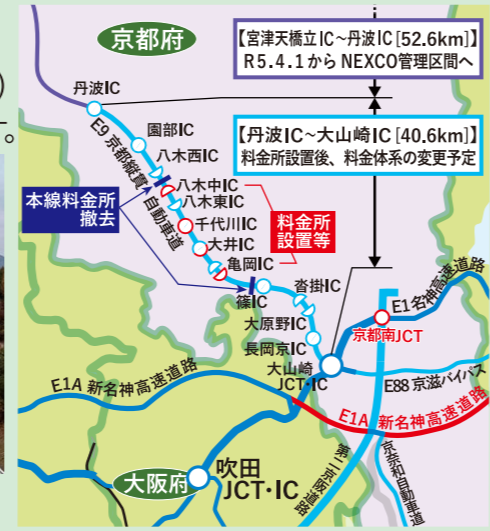 )
。
京都府
【宮津天橋立IC~丹波IC[52.6km]】
R5.4.1からNEXCO管理区間へ
丹波IC
【丹波IC~大山崎IC[40.6km]】
料金所設置後、料金体系の変更予定
E9 京都縦貫自動車道
園部IC
八木西IC
本線料金所
撤去
八木中IC
八木東IC
千代川IC
大井IC
亀岡IC
料金所
設置等
篠IC
沓掛IC
大原野IC
長岡京IC
大山崎
JCT・IC
E1名神高速道路
京都南JCT
E88 京滋バイパス
E1A 新名神高速道路
E1A 新名神高速道路
大阪府
吹田
JCT・IC
第二京阪道路
京奈和自動車道